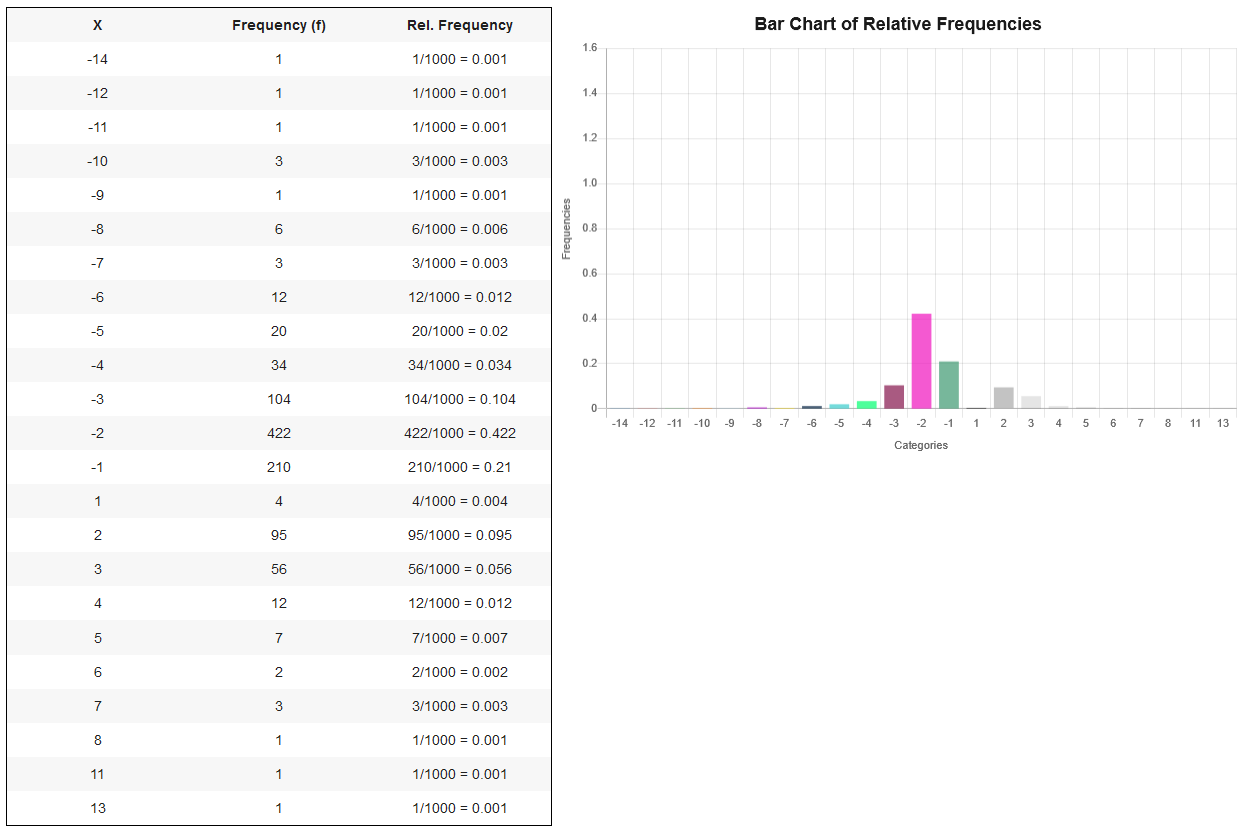 X Frequency (f) Rel. Frequency
-14 1 1/1000 = 0.001
-12 1 1/1000 = 0.001
-11 1 1/1000 = 0.001
-10 3 3/1000 = 0.003
-9 1 1/1000 = 0.001
-8 6 6/1000 = 0.006
-7 3 3/1000 = 0.003
-6 12 12/1000 = 0.012
-5 20 20/1000 = 0.02
-4 34 34/1000 = 0.034
-3 104 104/1000 = 0.104
-2 422 422/1000 = 0.422
-1 210 210/1000 = 0.21
1 4 4/1000 = 0.004
2 95 95/1000 = 0.095
3 56 56/1000 = 0.056
4 12 12/1000 = 0.012
5 7 7/1000 = 0.007
6 2 2/1000 = 0.002
7 3 3/1000 = 0.003
8 1 1/1000 = 0.001
11 1 1/1000 = 0.001
13 1 1/1000 = 0.001
Bar Chart of Relative Frequencies
1.6
1.4
1.2
1.0
0.8
0.6
0.4
0.2
0
Frequencies
-14 -12 -11 -10 -9 -8 -7 -6 -5 -4 -3 -2 -1 1 2 3 4 5 6 7 8 11 13
Categories